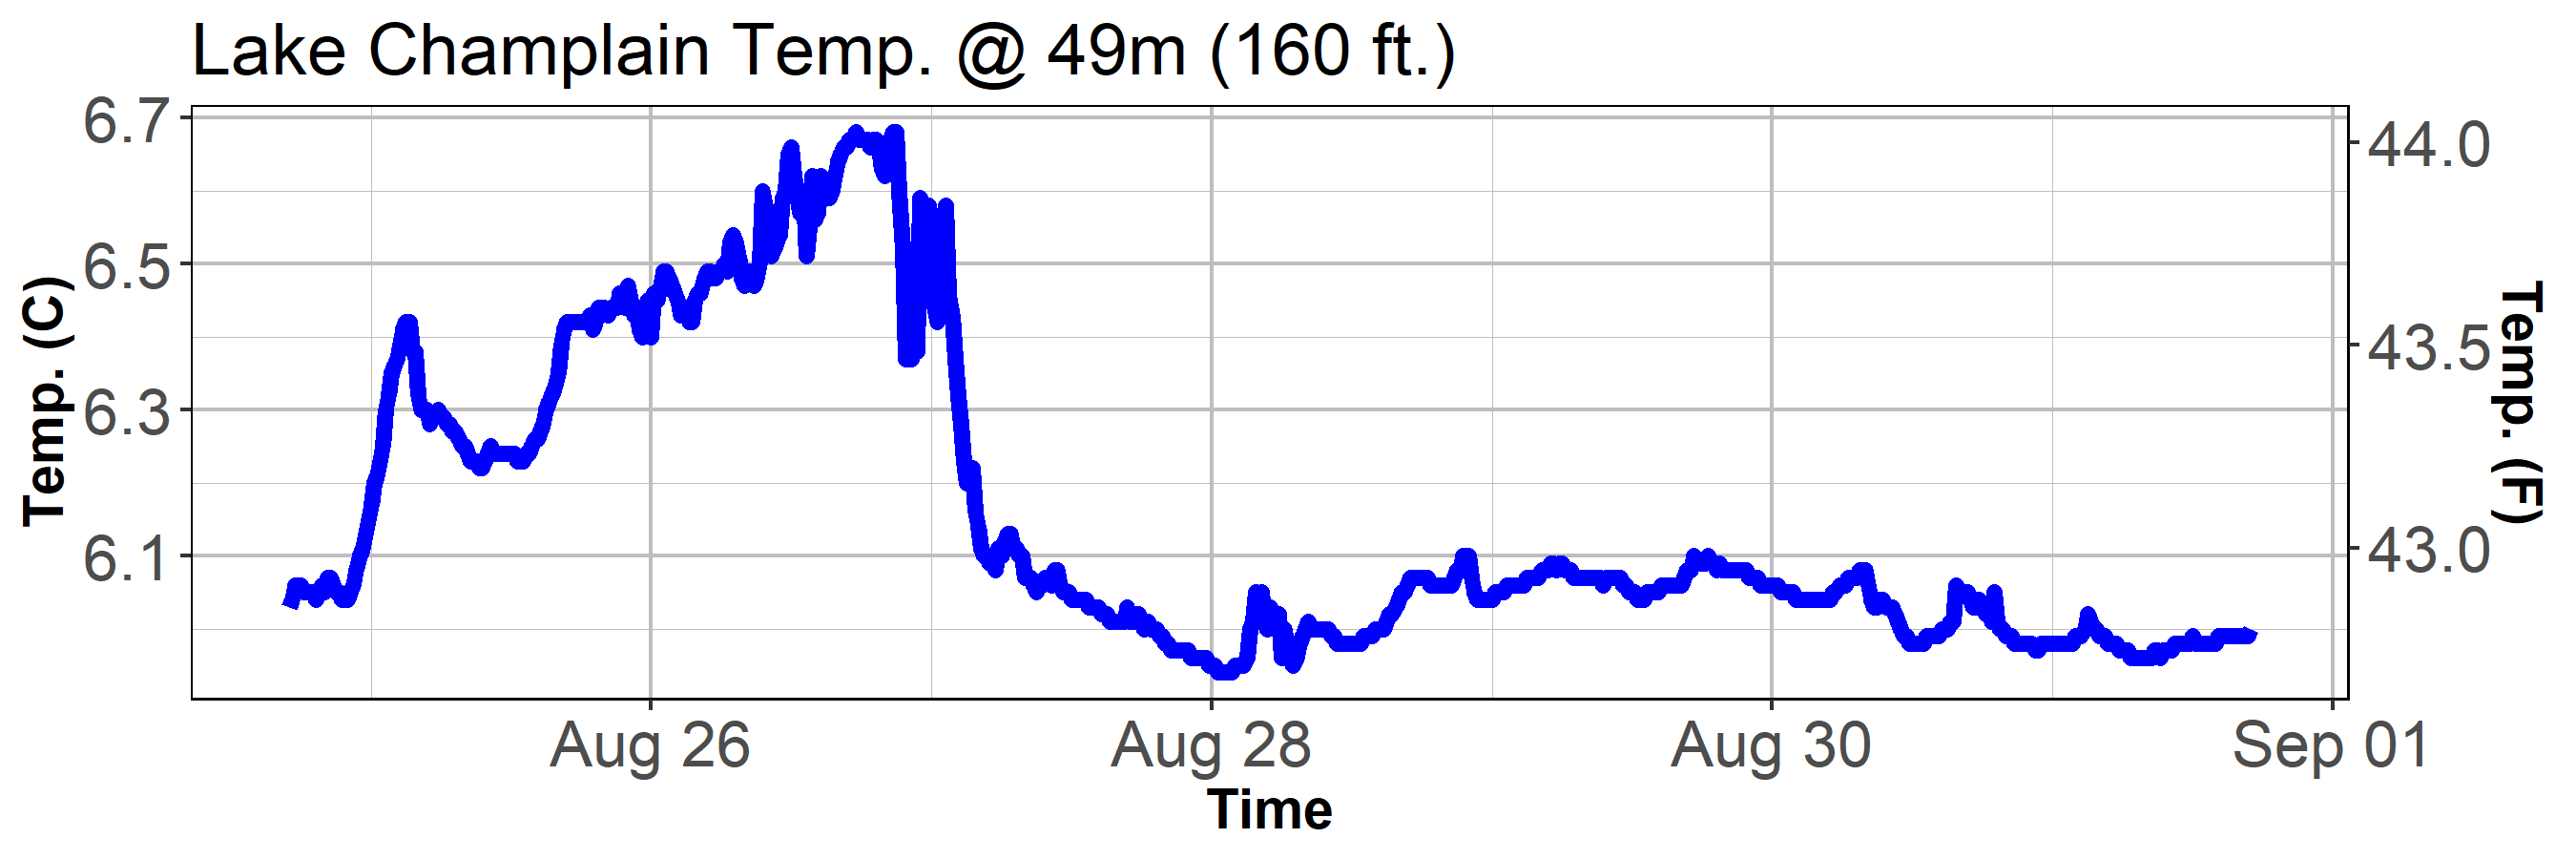 Lake Champlain Temp. @ 49m (160 ft.)
6.7
6.5
6.3
6.1
Temp. (C)
44.0
43.5
43.0
Temp. (F)
Aug 26
Aug 28
Aug 30
Sep 01
Time